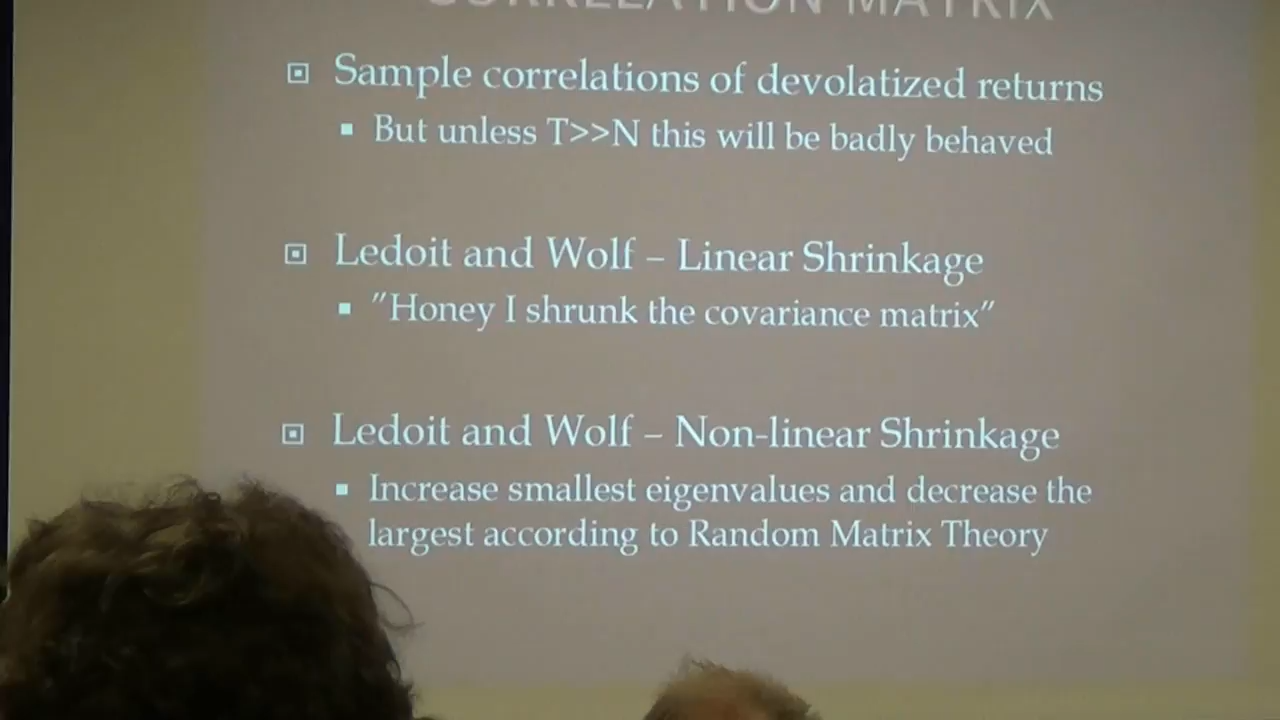 CORRELATION MATRIX
Sample correlations of devolatized returns
But unless T>>N this will be badly behaved
Ledoit and Wolf – Linear Shrinkage
"Honey I shrunk the covariance matrix"
Ledoit and Wolf – Non-linear Shrinkage
Increase smallest eigenvalues and decrease the
largest according to Random Matrix Theory